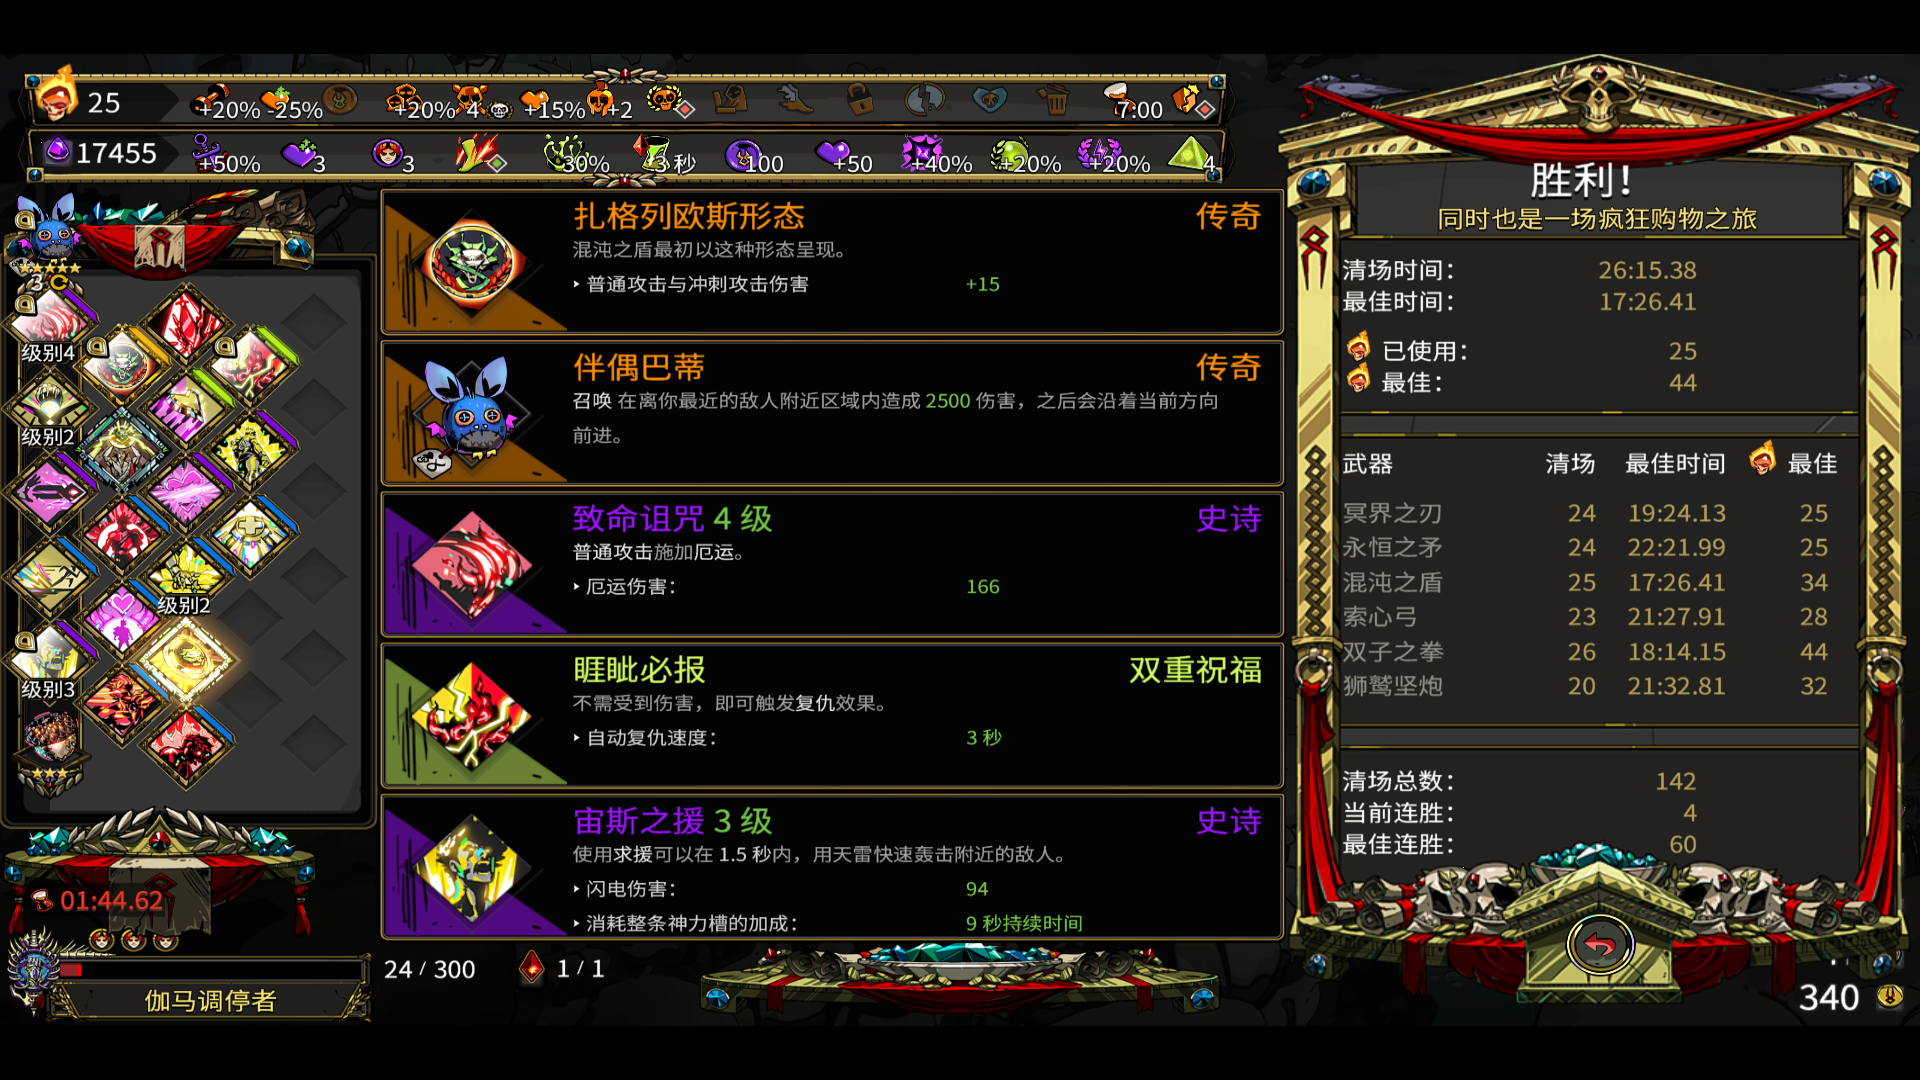 25
+20%
-25%
+20%
4
+15%
+2
7:00
17455
+50%
3
3
30%
3 秒
100
+50
+40%
+20%
+20%
4
3
级别4
级别2
级别2
级别3
01:44.62
伽马调停者
扎格列欧斯形态 传奇
混沌之盾最初以这种形态呈现。
普通攻击与冲刺攻击伤害 +15
伴偶巴蒂 传奇
召唤 在离你最近的敌人附近区域内造成 2500 伤害，之后会沿着当前方向
前进。
致命诅咒 4 级 史诗
普通攻击施加厄运。
厄运伤害： 166
睚眦必报 双重祝福
不需受到伤害，即可触发复仇效果。
自动复仇速度： 3 秒
宙斯之援 3 级 史诗
使用求援可以在 1.5 秒内，用天雷快速轰击附近的敌人。
闪电伤害： 94
消耗整条神力槽的加成： 9 秒持续时间
24 / 300
1 / 1
胜利！
同时也是一场疯狂购物之旅
清场时间： 26:15.38
最佳时间： 17:26.41
已使用： 25
最佳： 44
武器 清场 最佳时间 最佳
冥界之刃 24 19:24.13 25
永恒之矛 24 22:21.99 25
混沌之盾 25 17:26.41 34
索心弓 23 21:27.91 28
双子之拳 26 18:14.15 44
狮鹫坚炮 20 21:32.81 32
清场总数： 142
当前连胜： 4
最佳连胜： 60
340